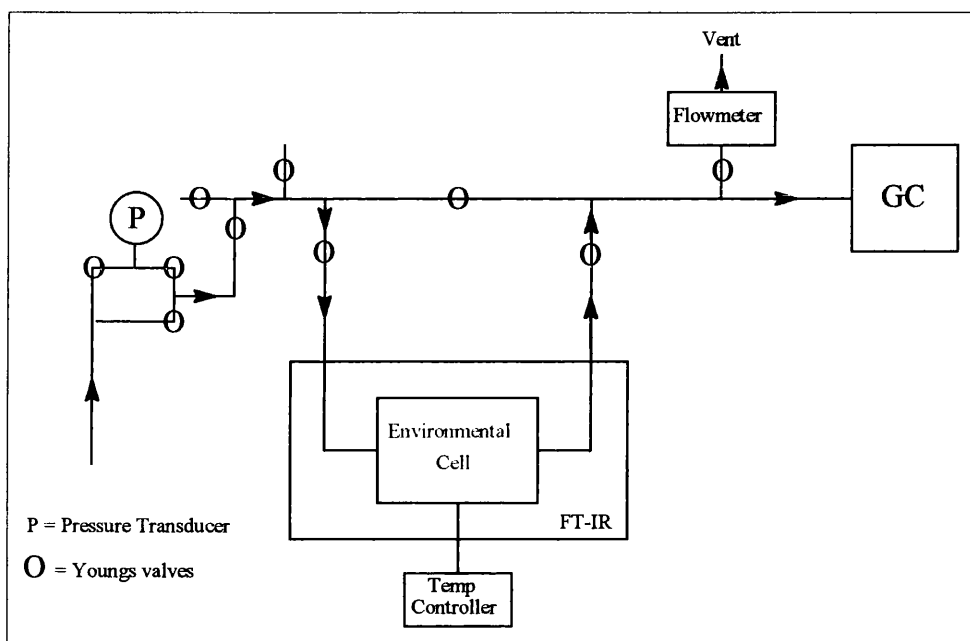 Vent
Flowmeter
GC
P
Environmental
Cell
FT-IR
Temp
Controller
P = Pressure Transducer
O = Youngs valves